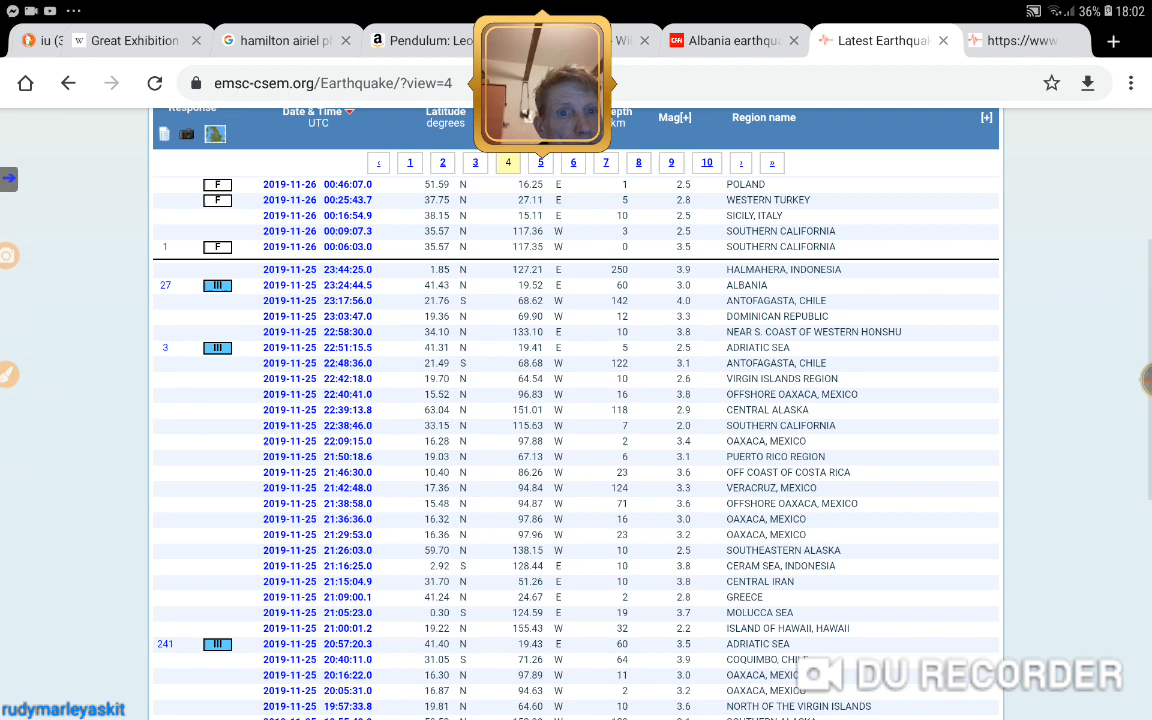 36% 18:02
iu (3 W Great Exhibition G hamilton airiel ph a Pendulum: Leo - Wil CNN Albania earthqua Latest Earthquak https://www
emsc-csem.org/Earthquake/?view=4
Response Date & Time UTC Latitude degrees epth km Mag[+] Region name [+]
‹ 1 2 3 4 5 6 7 8 9 10 › »
F 2019-11-26 00:46:07.0 51.59 N 16.25 E 1 2.5 POLAND
F 2019-11-26 00:25:43.7 37.75 N 27.11 E 5 2.8 WESTERN TURKEY
2019-11-26 00:16:54.9 38.15 N 15.11 E 10 2.5 SICILY, ITALY
2019-11-26 00:09:07.3 35.57 N 117.36 W 3 2.5 SOUTHERN CALIFORNIA
1 F 2019-11-26 00:06:03.0 35.57 N 117.35 W 0 3.5 SOUTHERN CALIFORNIA
2019-11-25 23:44:25.0 1.85 N 127.21 E 250 3.9 HALMAHERA, INDONESIA
27 III 2019-11-25 23:24:44.5 41.43 N 19.52 E 60 3.0 ALBANIA
2019-11-25 23:17:56.0 21.76 S 68.62 W 142 4.0 ANTOFAGASTA, CHILE
2019-11-25 23:03:47.0 19.36 N 69.90 W 12 3.3 DOMINICAN REPUBLIC
2019-11-25 22:58:30.0 34.10 N 133.10 E 10 3.8 NEAR S. COAST OF WESTERN HONSHU
3 III 2019-11-25 22:51:15.5 41.31 N 19.41 E 5 2.5 ADRIATIC SEA
2019-11-25 22:48:36.0 21.49 S 68.68 W 122 3.1 ANTOFAGASTA, CHILE
2019-11-25 22:42:18.0 19.70 N 64.54 W 10 2.6 VIRGIN ISLANDS REGION
2019-11-25 22:40:41.0 15.52 N 96.83 W 16 3.8 OFFSHORE OAXACA, MEXICO
2019-11-25 22:39:13.8 63.04 N 151.01 W 118 2.9 CENTRAL ALASKA
2019-11-25 22:38:46.0 33.15 N 115.63 W 7 2.0 SOUTHERN CALIFORNIA
2019-11-25 22:09:15.0 16.28 N 97.88 W 2 3.4 OAXACA, MEXICO
2019-11-25 21:50:18.6 19.03 N 67.13 W 6 3.1 PUERTO RICO REGION
2019-11-25 21:46:30.0 10.40 N 86.26 W 23 3.6 OFF COAST OF COSTA RICA
2019-11-25 21:42:48.0 17.36 N 94.84 W 124 3.3 VERACRUZ, MEXICO
2019-11-25 21:38:58.0 15.48 N 94.87 W 71 3.6 OFFSHORE OAXACA, MEXICO
2019-11-25 21:36:36.0 16.32 N 97.86 W 16 3.0 OAXACA, MEXICO
2019-11-25 21:29:53.0 16.36 N 97.96 W 23 3.2 OAXACA, MEXICO
2019-11-25 21:26:03.0 59.70 N 138.15 W 10 2.5 SOUTHEASTERN ALASKA
2019-11-25 21:16:25.0 2.92 S 128.44 E 10 3.8 CERAM SEA, INDONESIA
2019-11-25 21:15:04.9 31.70 N 51.26 E 10 3.8 CENTRAL IRAN
2019-11-25 21:09:00.1 41.24 N 24.67 E 2 2.8 GREECE
2019-11-25 21:05:23.0 0.30 S 124.59 E 19 3.7 MOLUCCA SEA
2019-11-25 21:00:01.2 19.22 N 155.43 W 32 2.2 ISLAND OF HAWAII, HAWAII
241 III 2019-11-25 20:57:20.3 41.40 N 19.43 E 60 3.5 ADRIATIC SEA
2019-11-25 20:40:11.0 31.05 S 71.26 W 64 3.9 COQUIMBO, CHILE
2019-11-25 20:16:22.0 16.30 N 97.89 W 11 3.0 OAXACA, MEXICO
2019-11-25 20:05:31.0 16.87 N 94.63 W 2 3.2 OAXACA, MEXICO
2019-11-25 19:57:33.8 19.81 N 64.60 W 10 3.6 NORTH OF THE VIRGIN ISLANDS
DU RECORDER
rudymarleyaskit